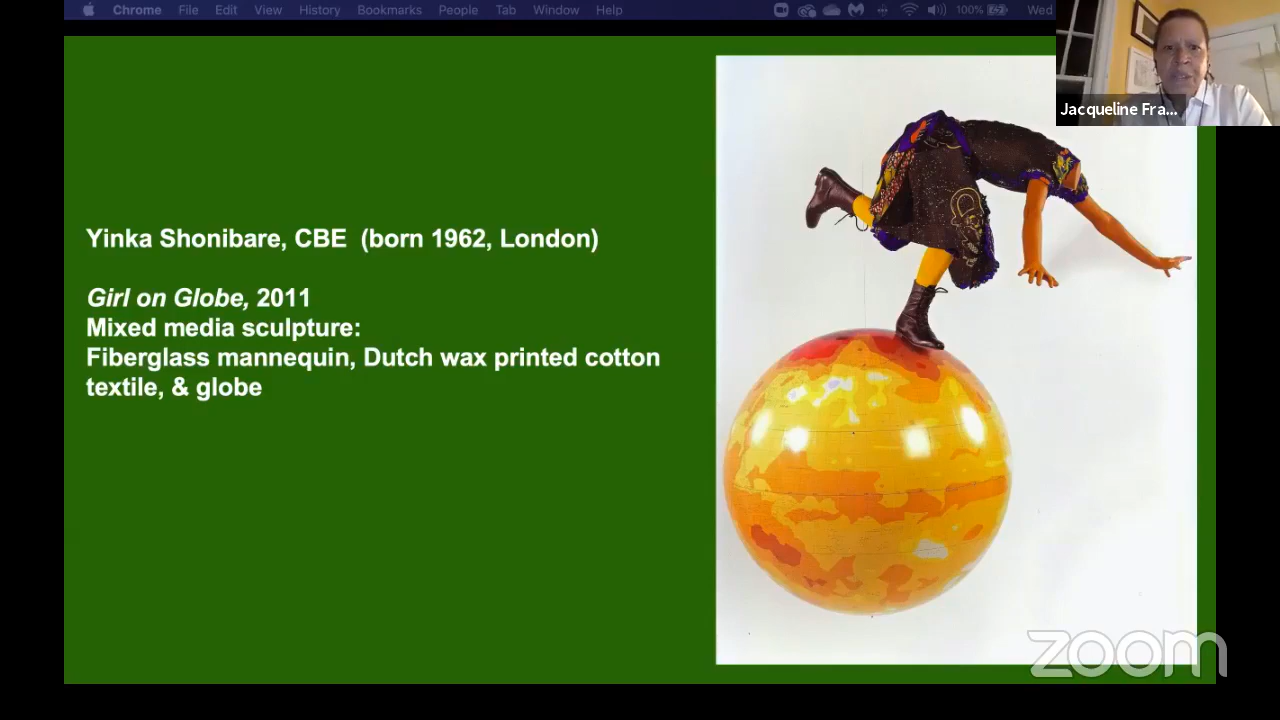 Chrome File Edit View History Bookmarks People Tab Window Help
100%
Wed
Jacqueline Fra...
Yinka Shonibare, CBE (born 1962, London)
Girl on Globe, 2011
Mixed media sculpture:
Fiberglass mannequin, Dutch wax printed cotton
textile, & globe
zoom